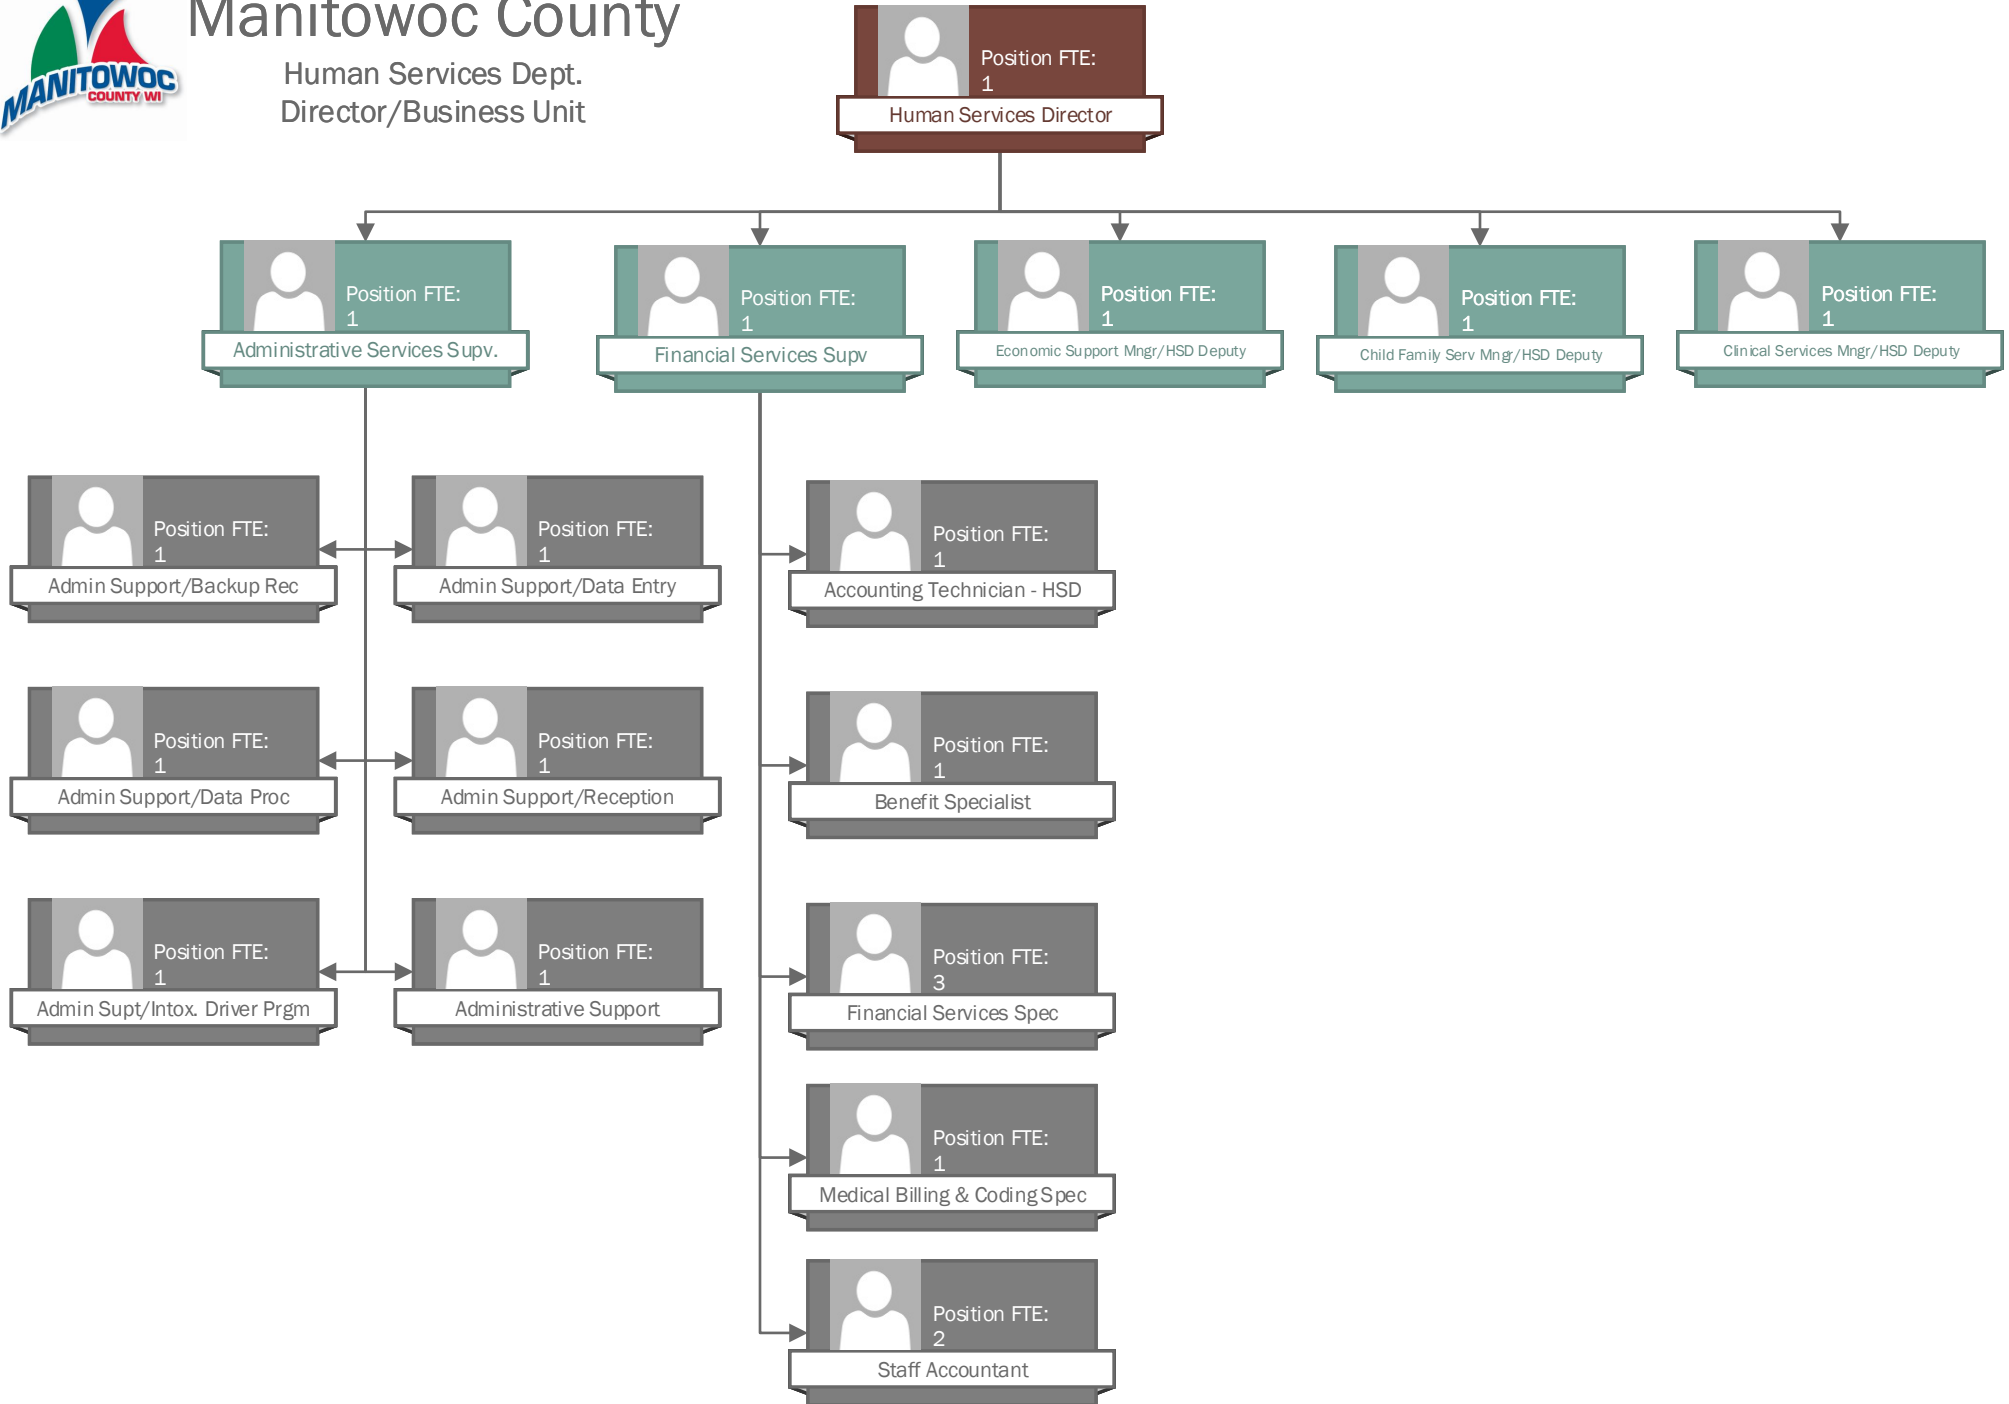 MANITOWOC
COUNTY WI
Manitowoc County
Human Services Dept.
Director/Business Unit
Position FTE:
1
Human Services Director
Position FTE:
1
Administrative Services Supv.
Position FTE:
1
Financial Services Supv
Position FTE:
1
Economic Support Mngr/HSD Deputy
Position FTE:
1
Child Family Serv Mngr/HSD Deputy
Position FTE:
1
Clinical Services Mngr/HSD Deputy
Position FTE:
1
Admin Support/Backup Rec
Position FTE:
1
Admin Support/Data Entry
Position FTE:
1
Accounting Technician - HSD
Position FTE:
1
Admin Support/Data Proc
Position FTE:
1
Admin Support/Reception
Position FTE:
1
Benefit Specialist
Position FTE:
1
Admin Supt/Intox. Driver Prgm
Position FTE:
1
Administrative Support
Position FTE:
3
Financial Services Spec
Position FTE:
1
Medical Billing & Coding Spec
Position FTE:
2
Staff Accountant